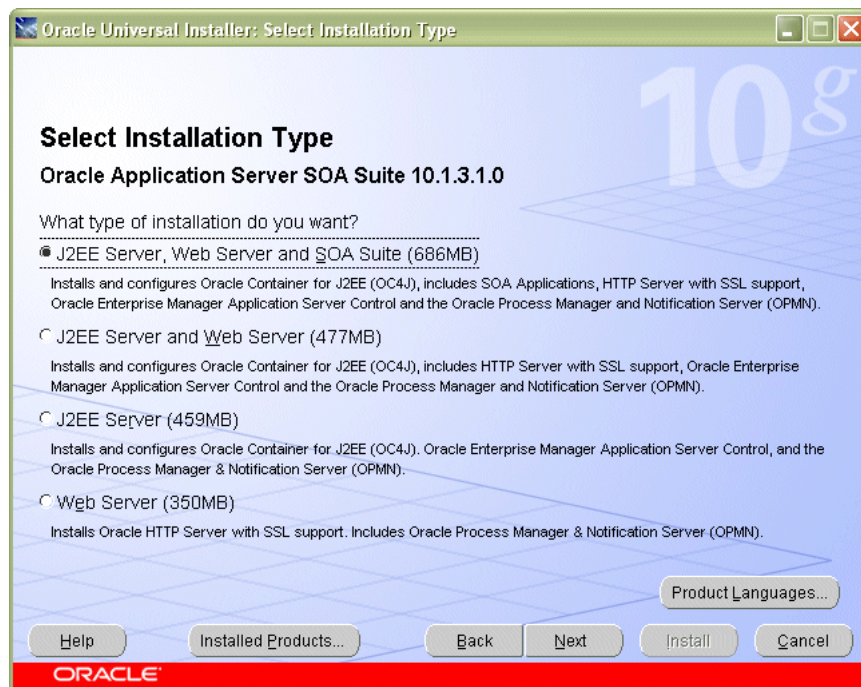 Oracle Universal Installer: Select Installation Type
10g
Select Installation Type
Oracle Application Server SOA Suite 10.1.3.1.0
What type of installation do you want?
J2EE Server, Web Server and SOA Suite (686MB)
Installs and configures Oracle Container for J2EE (OC4J), includes SOA Applications, HTTP Server with SSL support,
Oracle Enterprise Manager Application Server Control and the Oracle Process Manager and Notification Server (OPMN).
J2EE Server and Web Server (477MB)
Installs and configures Oracle Container for J2EE (OC4J), includes HTTP Server with SSL support, Oracle Enterprise
Manager Application Server Control and the Oracle Process Manager and Notification Server (OPMN).
J2EE Server (459MB)
Installs and configures Oracle Container for J2EE (OC4J). Oracle Enterprise Manager Application Server Control, and the
Oracle Process Manager & Notification Server (OPMN).
Web Server (350MB)
Installs Oracle HTTP Server with SSL support. Includes Oracle Process Manager & Notification Server (OPMN).
Product Languages...
Help Installed Products... Back Next Install Cancel
ORACLE